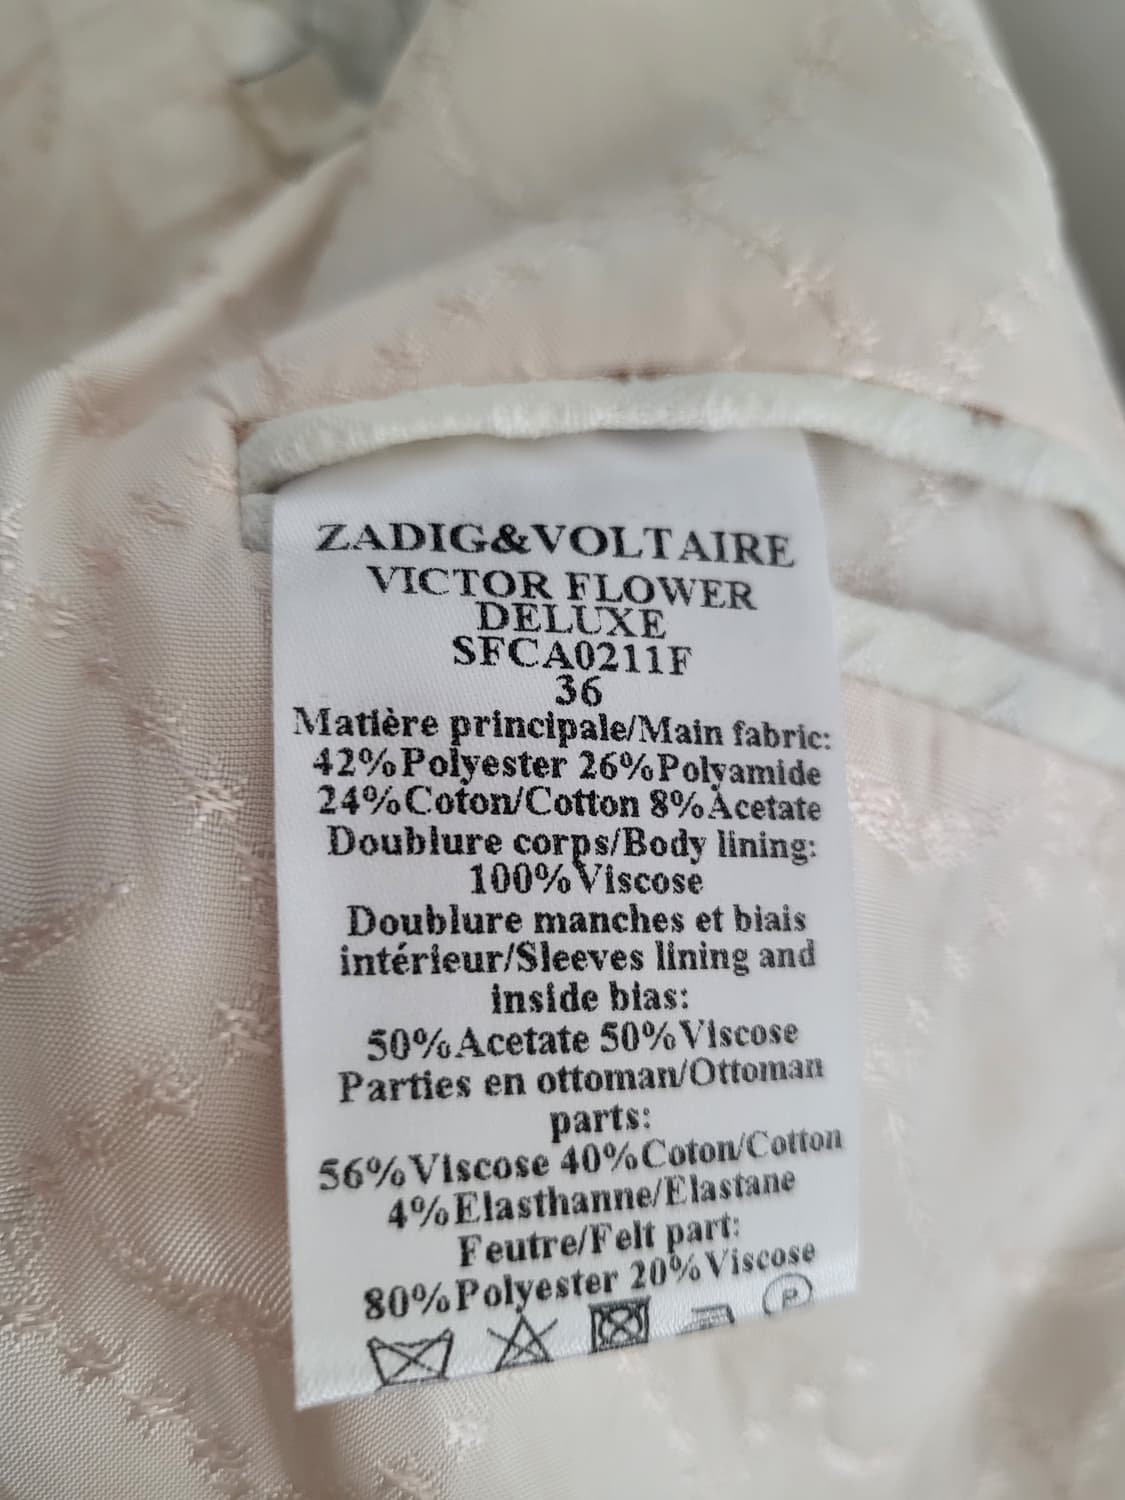 ZADIG&VOLTAIRE
VICTOR FLOWER
DELUXE
SFCA0211F
36
Matière principale/Main fabric:
42%Polyester 26%Polyamide
24%Coton/Cotton 8%Acetate
Doublure corps/Body lining:
100%Viscose
Doublure manches et biais
intérieur/Sleeves lining and
inside bias:
50%Acetate 50%Viscose
Parties en ottoman/Ottoman
parts:
56%Viscose 40%Coton/Cotton
4%Elasthanne/Elastane
Feutre/Felt part:
80%Polyester 20%Viscose
P